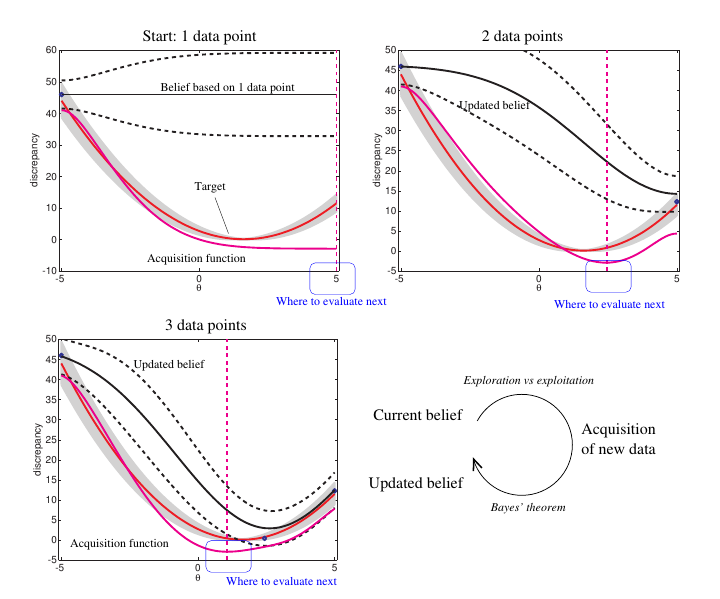 Start: 1 data point
60
50
40
30
20
10
0
-10
discrepancy
Belief based on 1 data point
Target
Acquisition function
-5
0
5
θ
Where to evaluate next
2 data points
50
45
40
35
30
25
20
15
10
5
0
-5
discrepancy
Updated belief
-5
0
5
θ
Where to evaluate next
3 data points
50
45
40
35
30
25
20
15
10
5
0
-5
discrepancy
Updated belief
Acquisition function
-5
0
5
θ
Where to evaluate next
Exploration vs exploitation
Current belief
Acquisition
of new data
Updated belief
Bayes' theorem